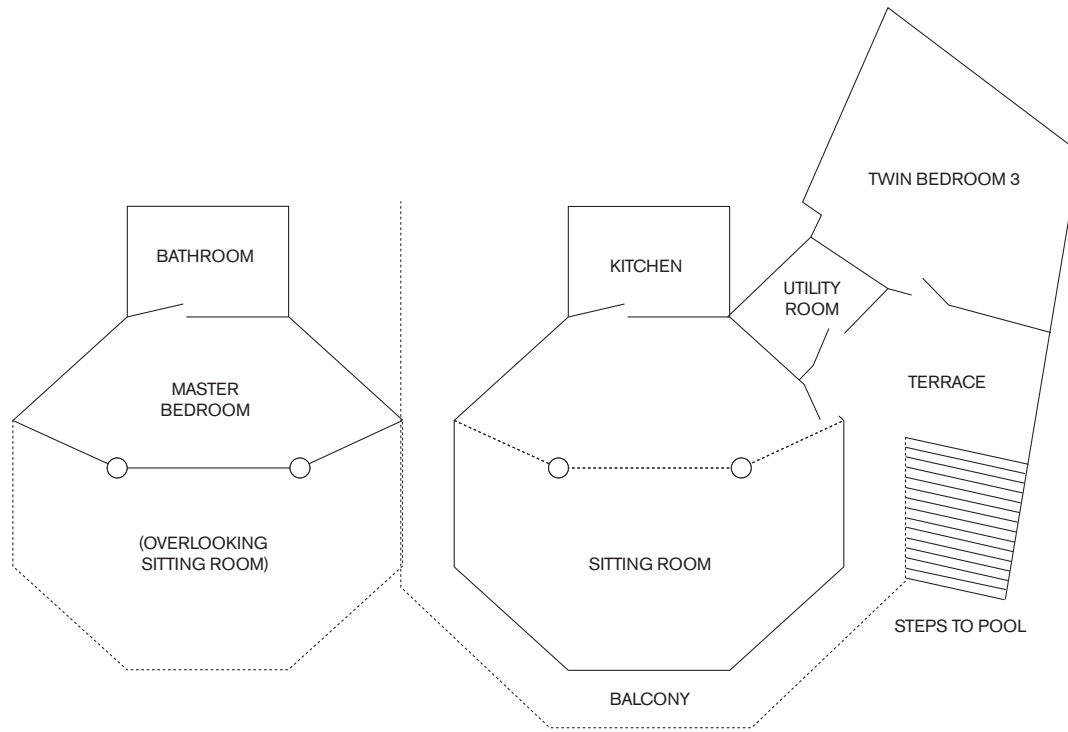 TWIN BEDROOM 3
BATHROOM
KITCHEN
UTILITY
ROOM
MASTER
BEDROOM
TERRACE
(OVERLOOKING
SITTING ROOM)
SITTING ROOM
STEPS TO POOL
BALCONY